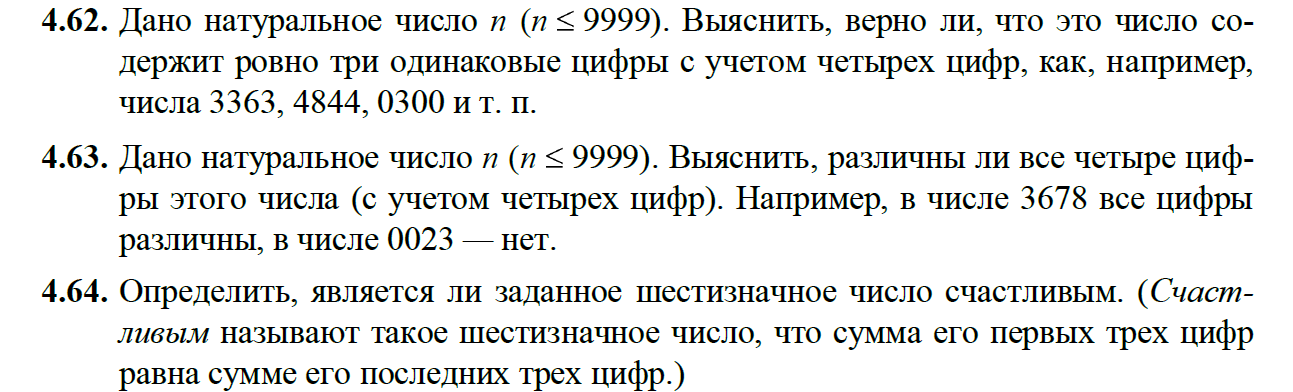 4.62. Дано натуральное число n (n ≤ 9999). Выяснить, верно ли, что это число со-
держит ровно три одинаковые цифры с учетом четырех цифр, как, например,
числа 3363, 4844, 0300 и т. п.
4.63. Дано натуральное число n (n ≤ 9999). Выяснить, различны ли все четыре циф-
ры этого числа (с учетом четырех цифр). Например, в числе 3678 все цифры
различны, в числе 0023 — нет.
4.64. Определить, является ли заданное шестизначное число счастливым. (Счаст-
ливым называют такое шестизначное число, что сумма его первых трех цифр
равна сумме его последних трех цифр.)